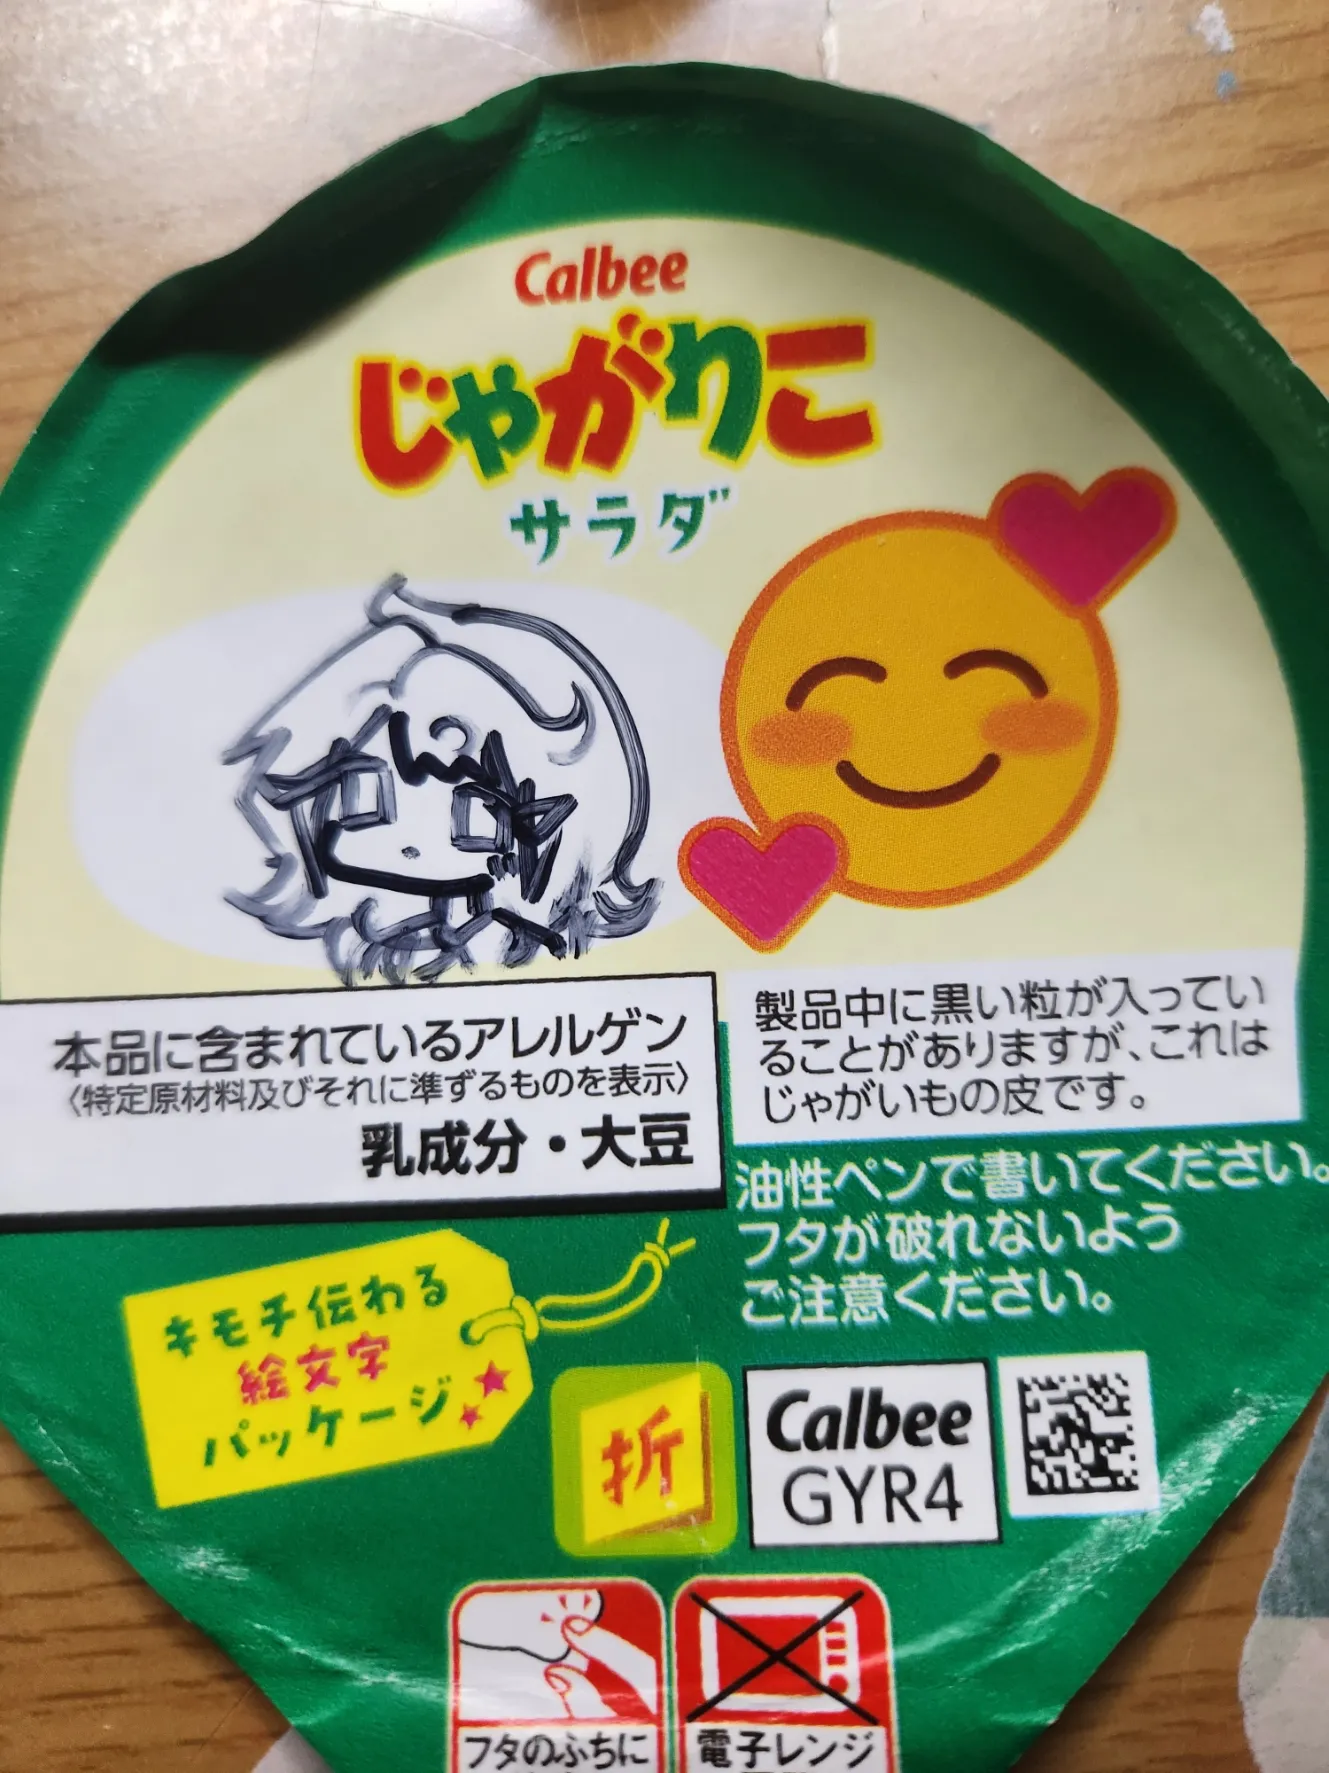 Calbee
じゃがりこ
サラダ
本品に含まれているアレルゲン
〈特定原材料及びそれに準ずるものを表示〉
乳成分・大豆
製品中に黒い粒が入ってい
ることがありますが、これは
じゃがいもの皮です。
油性ペンで書いてください。
フタが破れないよう
ご注意ください。
キモチ伝わる
絵文字
パッケージ
折
Calbee
GYR4
フタのふちに
電子レンジ